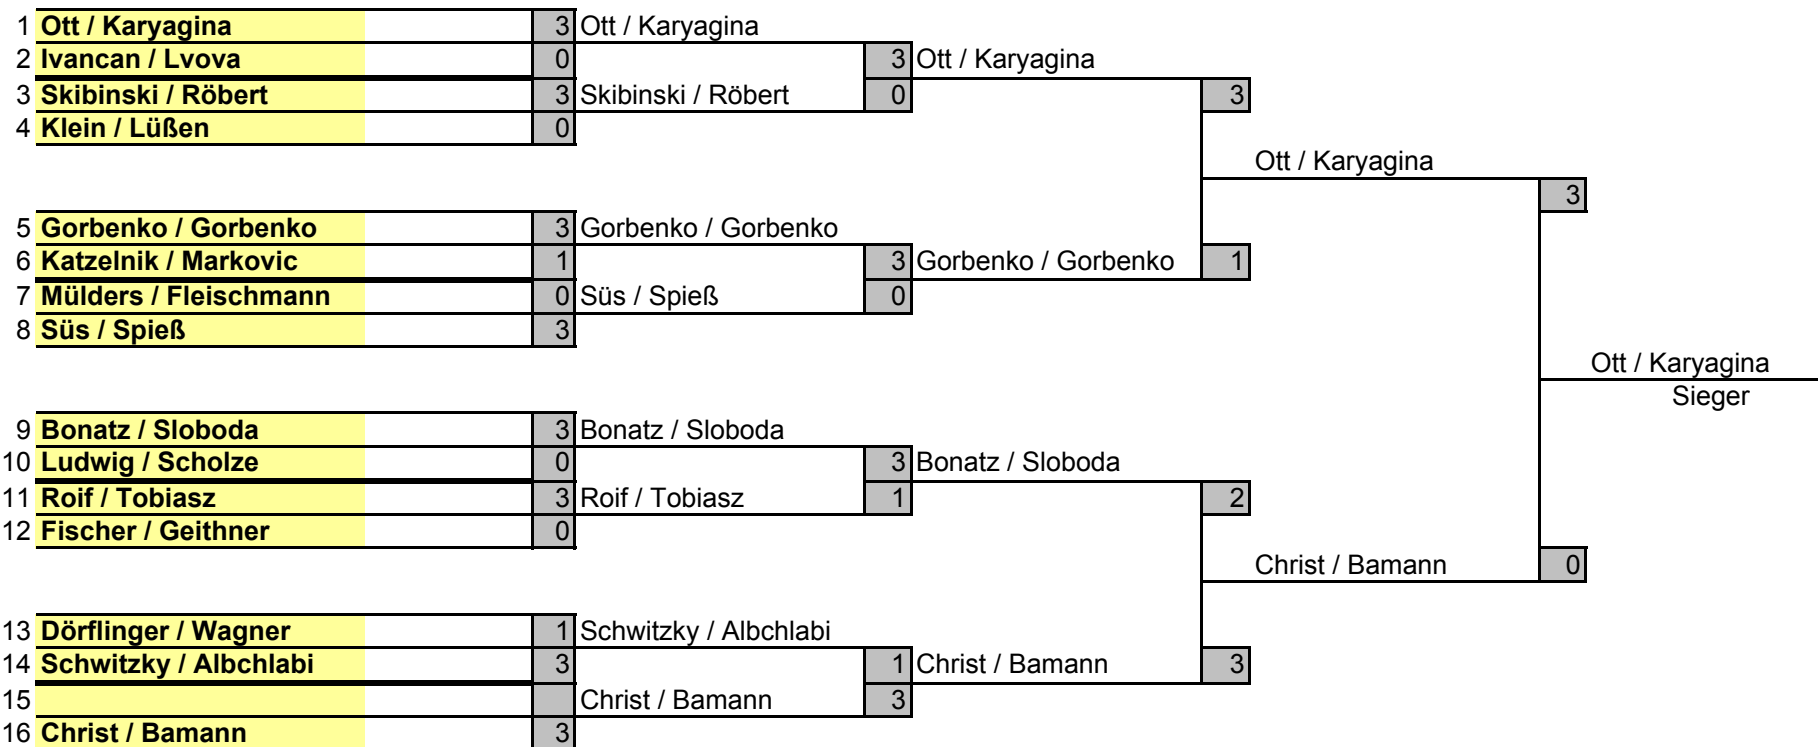 1 Ott / Karyagina 3 Ott / Karyagina
2 Ivancan / Lvova 0 3 Ott / Karyagina
3 Skibinski / Röbert 3 Skibinski / Röbert 0 3
4 Klein / Lüßen 0
Ott / Karyagina
3
5 Gorbenko / Gorbenko 3 Gorbenko / Gorbenko
6 Katzelnik / Markovic 1 3 Gorbenko / Gorbenko 1
7 Mülders / Fleischmann 0 Süs / Spieß 0
8 Süs / Spieß 3
Ott / Karyagina
Sieger
9 Bonatz / Sloboda 3 Bonatz / Sloboda
10 Ludwig / Scholze 0 3 Bonatz / Sloboda
11 Roif / Tobiasz 3 Roif / Tobiasz 1 2
12 Fischer / Geithner 0
Christ / Bamann 0
13 Dörflinger / Wagner 1 Schwitzky / Albchlabi
14 Schwitzky / Albchlabi 3 1 Christ / Bamann 3
15 Christ / Bamann 3
16 Christ / Bamann 3